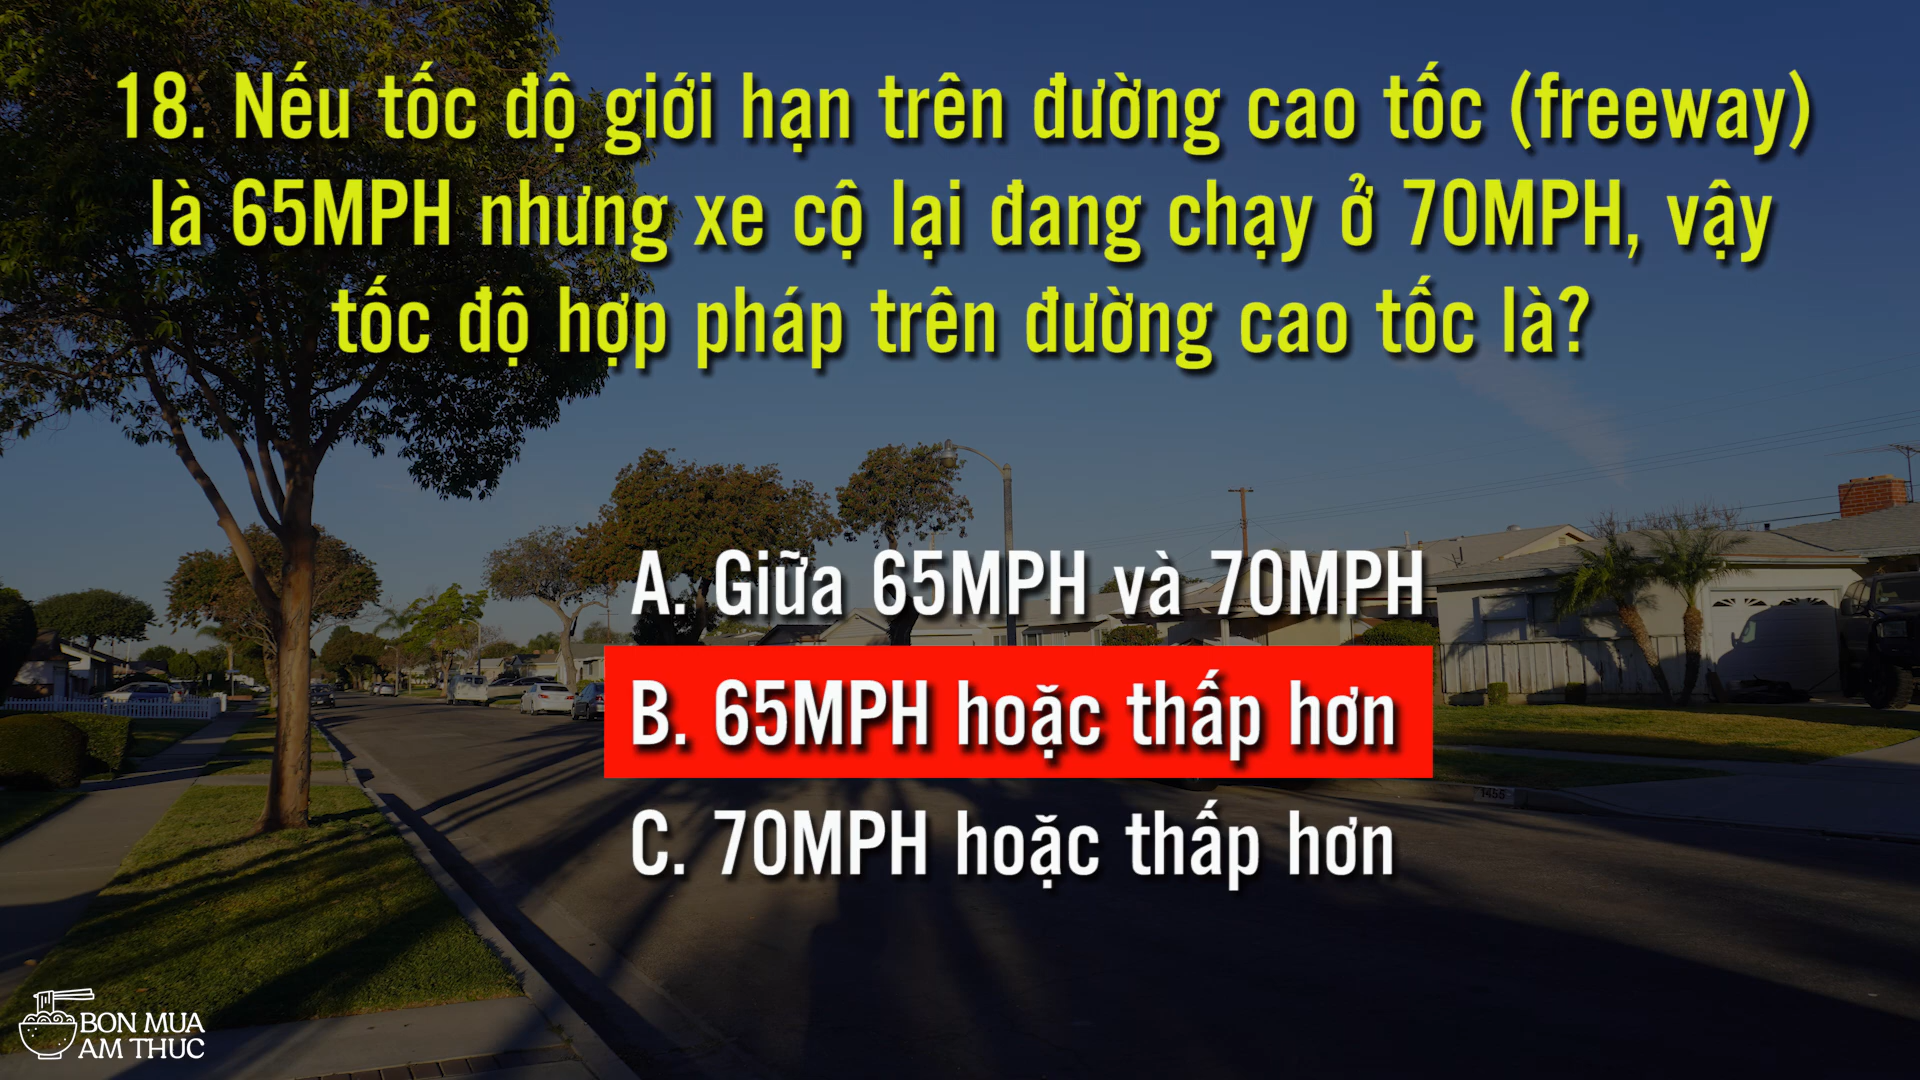 18. Nếu tốc độ giới hạn trên đường cao tốc (freeway)
là 65MPH nhưng xe cộ lại đang chạy ở 70MPH, vậy
tốc độ hợp pháp trên đường cao tốc là?
A. Giữa 65MPH và 70MPH
B. 65MPH hoặc thấp hơn
C. 70MPH hoặc thấp hơn
1455
BON MUA
AM THUC